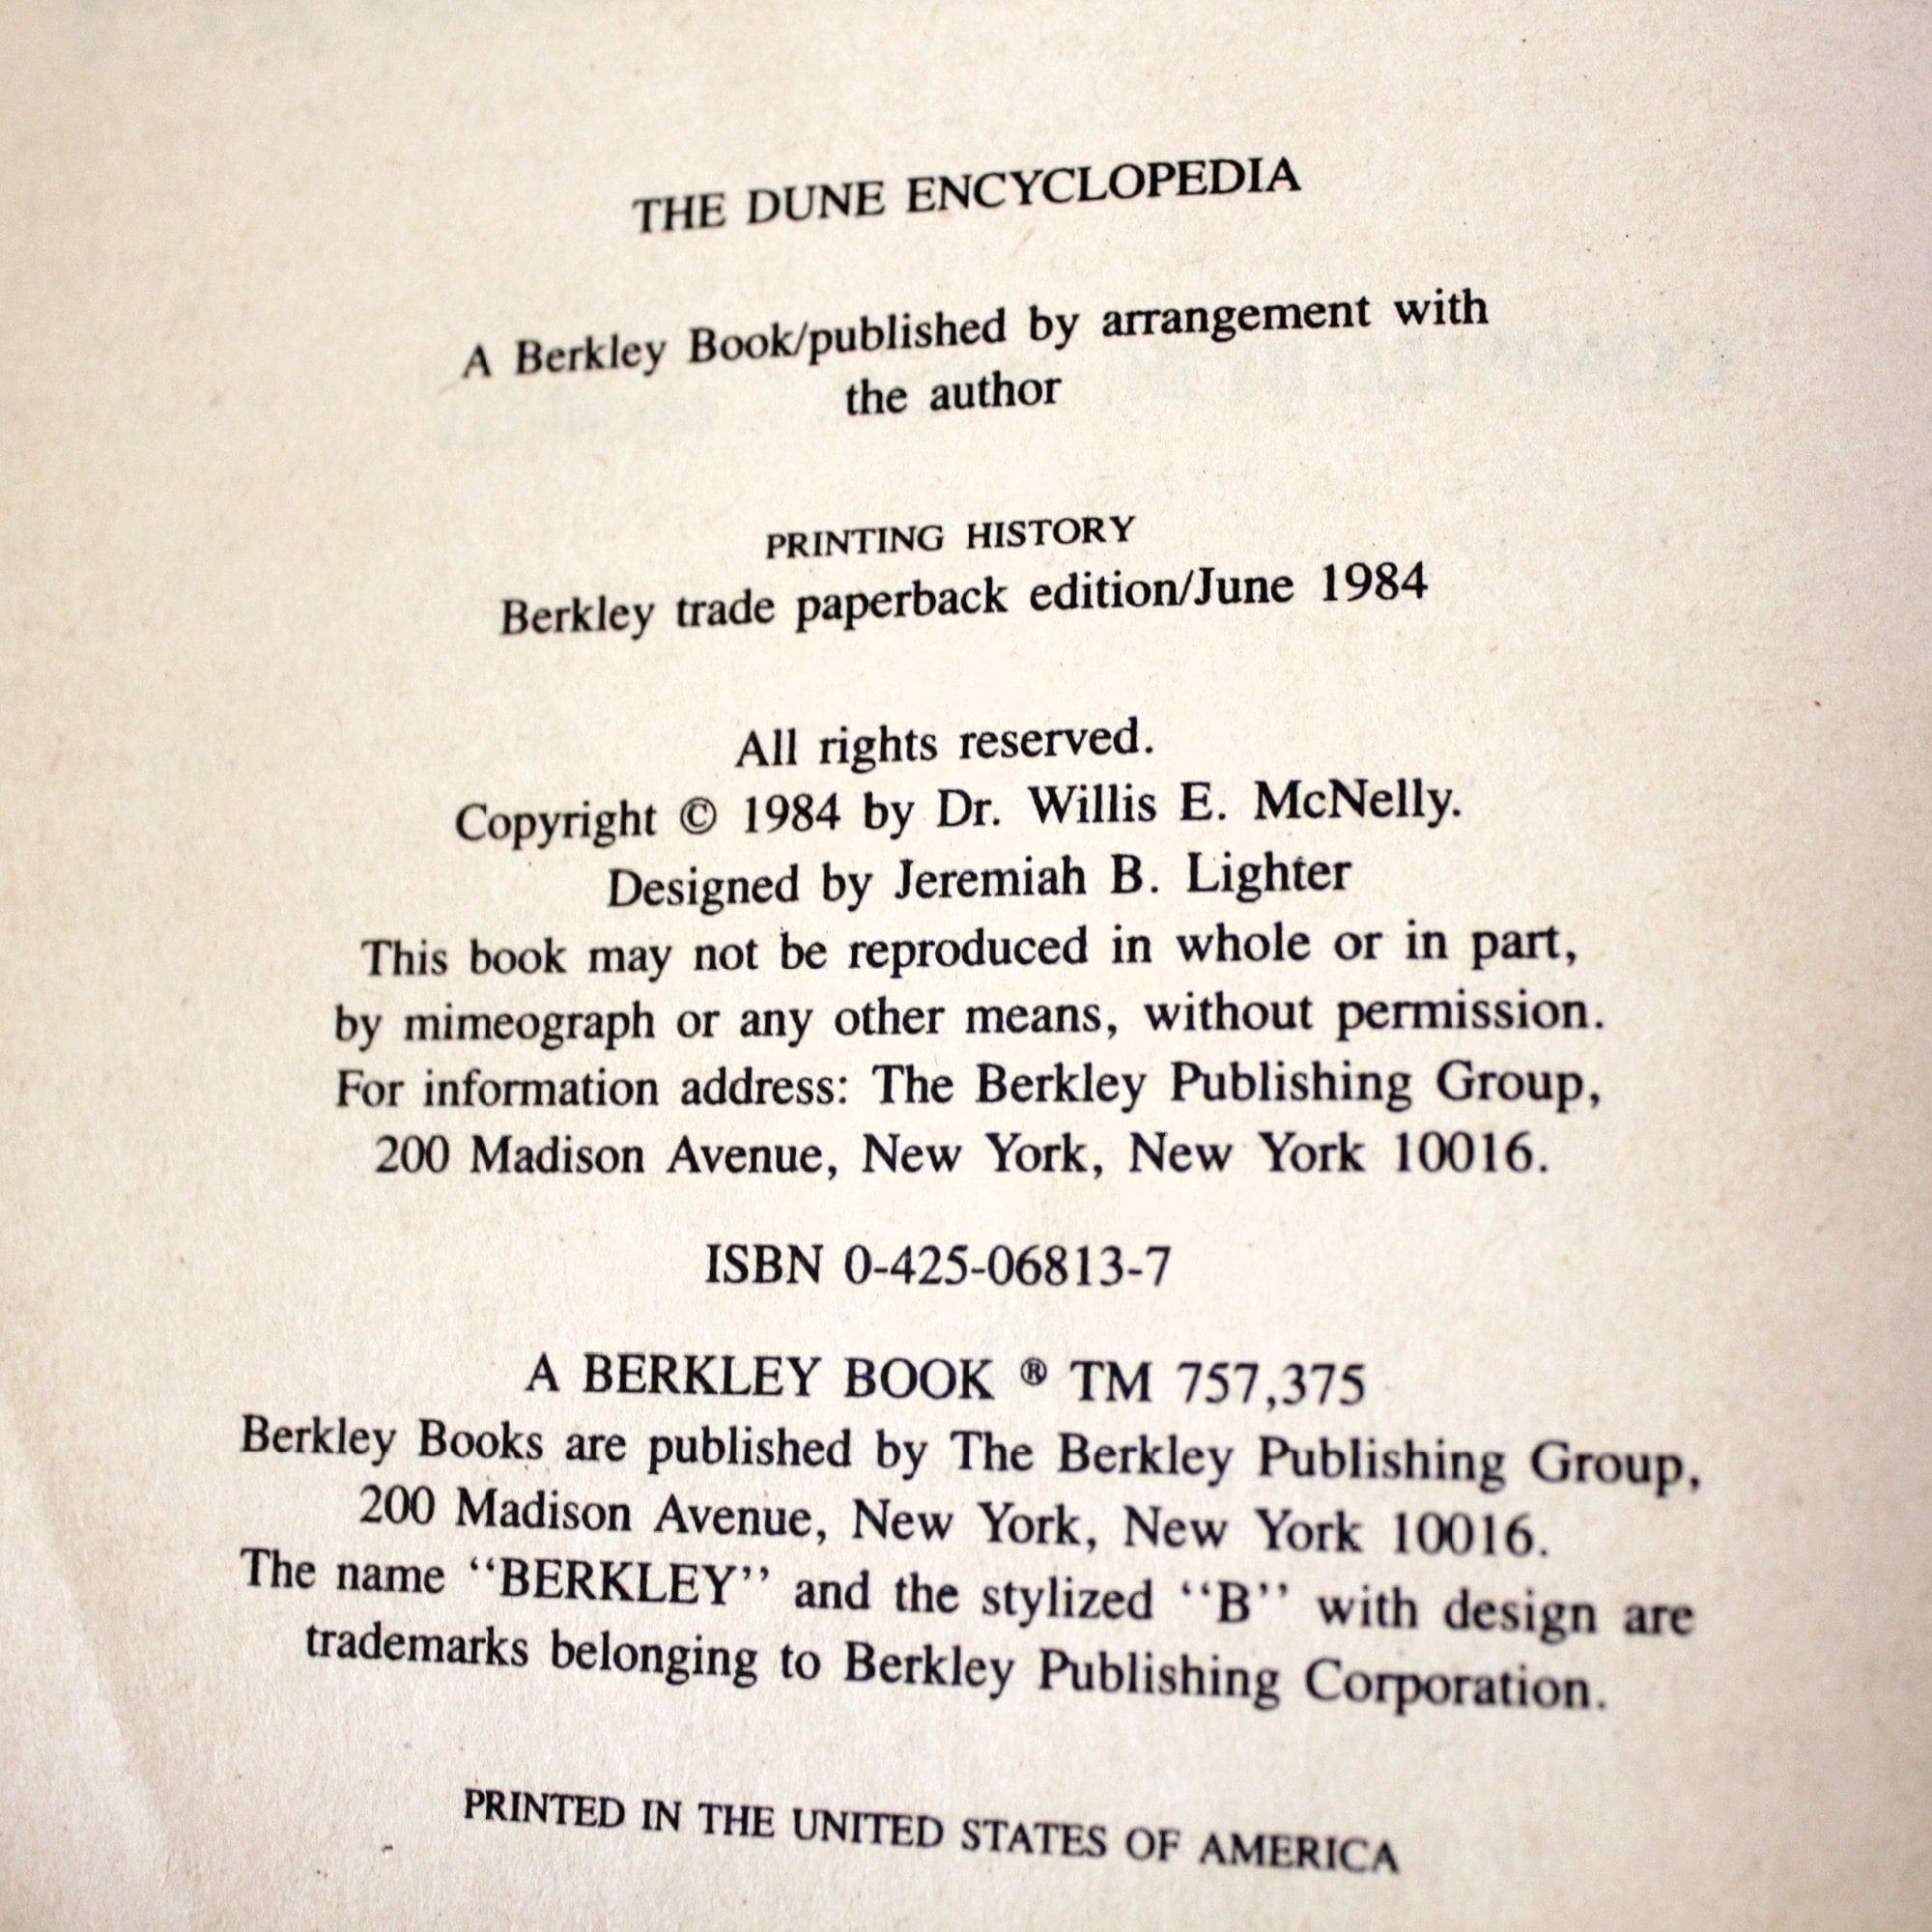 THE DUNE ENCYCLOPEDIA
A Berkley Book/published by arrangement with
the author
PRINTING HISTORY
Berkley trade paperback edition/June 1984
All rights reserved.
Copyright © 1984 by Dr. Willis E. McNelly.
Designed by Jeremiah B. Lighter
This book may not be reproduced in whole or in part,
by mimeograph or any other means, without permission.
For information address: The Berkley Publishing Group,
200 Madison Avenue, New York, New York 10016.
ISBN 0-425-06813-7
A BERKLEY BOOK ® TM 757,375
Berkley Books are published by The Berkley Publishing Group,
200 Madison Avenue, New York, New York 10016.
The name ‘‘BERKLEY’’ and the stylized ‘‘B’’ with design are
trademarks belonging to Berkley Publishing Corporation.
PRINTED IN THE UNITED STATES OF AMERICA